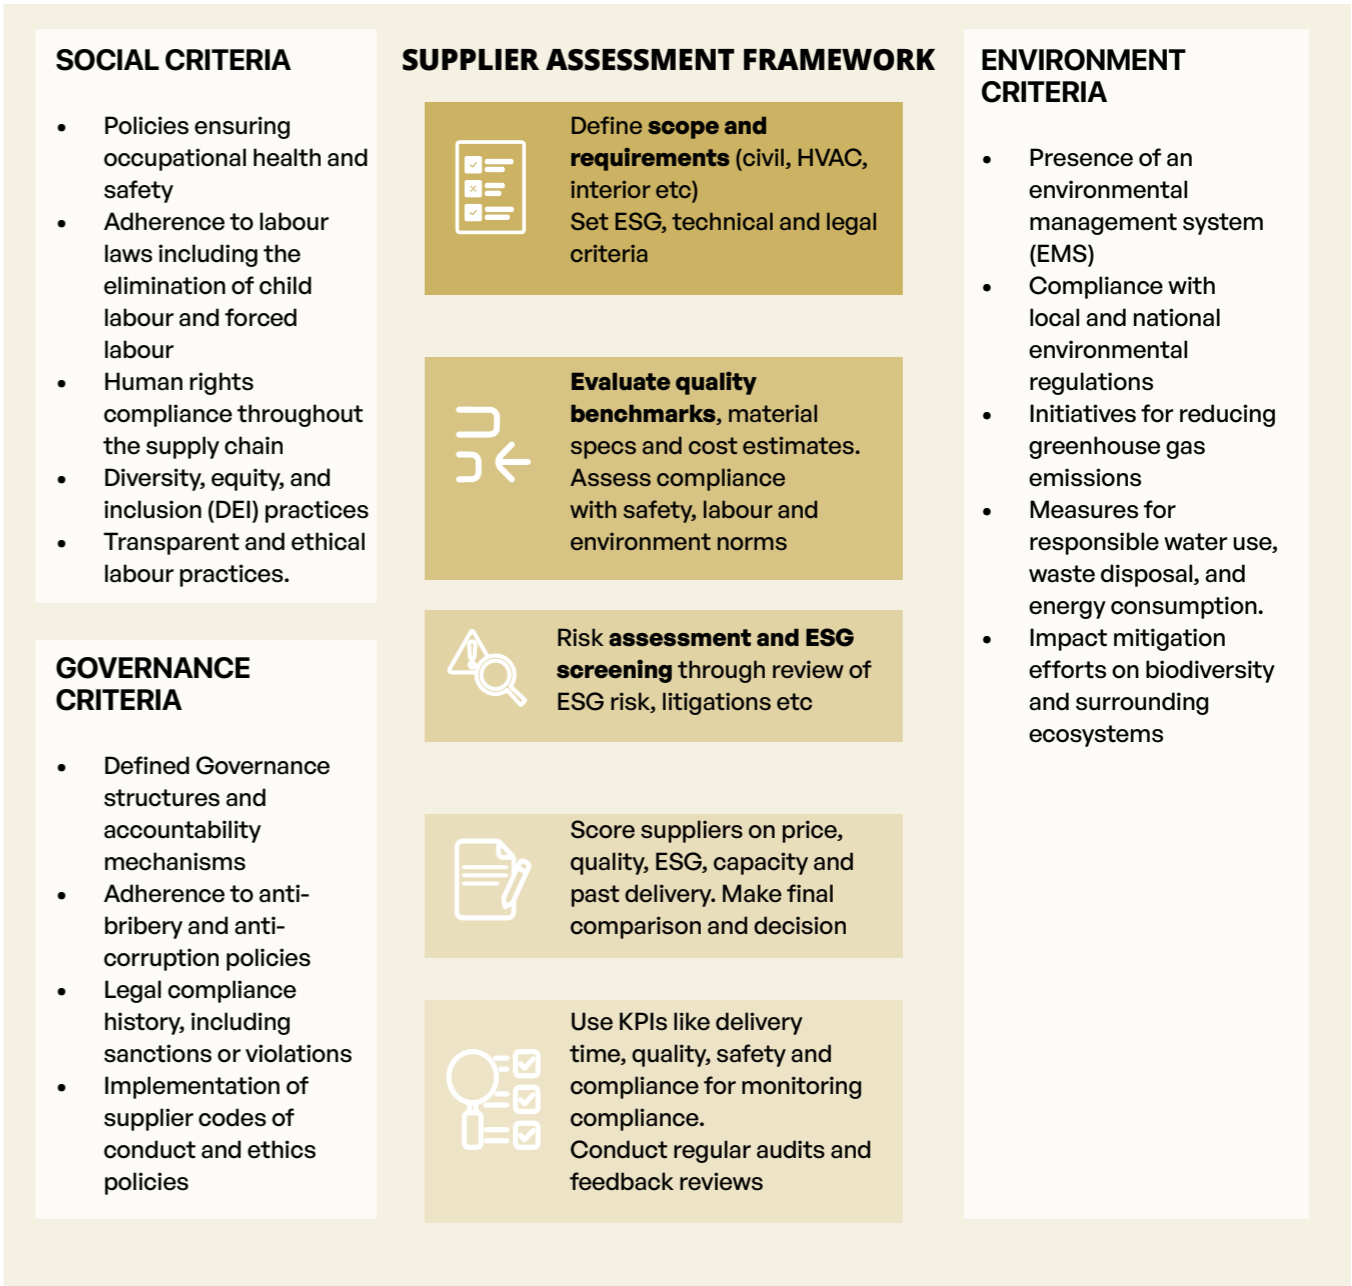 SOCIAL CRITERIA
• Policies ensuring
occupational health and
safety
• Adherence to labour
laws including the
elimination of child
labour and forced
labour
• Human rights
compliance throughout
the supply chain
• Diversity, equity, and
inclusion (DEI) practices
• Transparent and ethical
labour practices.
GOVERNANCE
CRITERIA
• Defined Governance
structures and
accountability
mechanisms
• Adherence to anti-
bribery and anti-
corruption policies
• Legal compliance
history, including
sanctions or violations
• Implementation of
supplier codes of
conduct and ethics
policies
SUPPLIER ASSESSMENT FRAMEWORK
Define scope and
requirements (civil, HVAC,
interior etc)
Set ESG, technical and legal
criteria
Evaluate quality
benchmarks, material
specs and cost estimates.
Assess compliance
with safety, labour and
environment norms
Risk assessment and ESG
screening through review of
ESG risk, litigations etc
Score suppliers on price,
quality, ESG, capacity and
past delivery. Make final
comparison and decision
Use KPIs like delivery
time, quality, safety and
compliance for monitoring
compliance.
Conduct regular audits and
feedback reviews
ENVIRONMENT
CRITERIA
• Presence of an
environmental
management system
(EMS)
• Compliance with
local and national
environmental
regulations
• Initiatives for reducing
greenhouse gas
emissions
• Measures for
responsible water use,
waste disposal, and
energy consumption.
• Impact mitigation
efforts on biodiversity
and surrounding
ecosystems